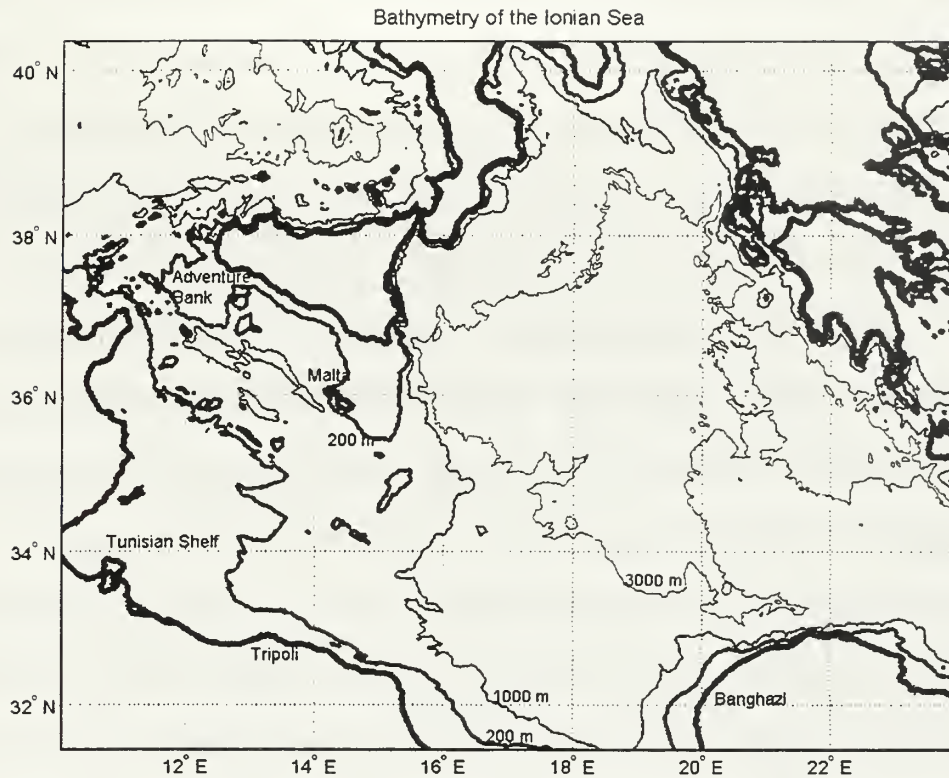 Bathymetry of the Ionian Sea
40° N
38° N
Adventure
Bank
Malta
36° N
200 m
Tunisian Shelf
34° N
3000 m
Tripoli
1000 m
Banghazi
32° N
200 m
12° E
14° E
16° E
18° E
20° E
22° E